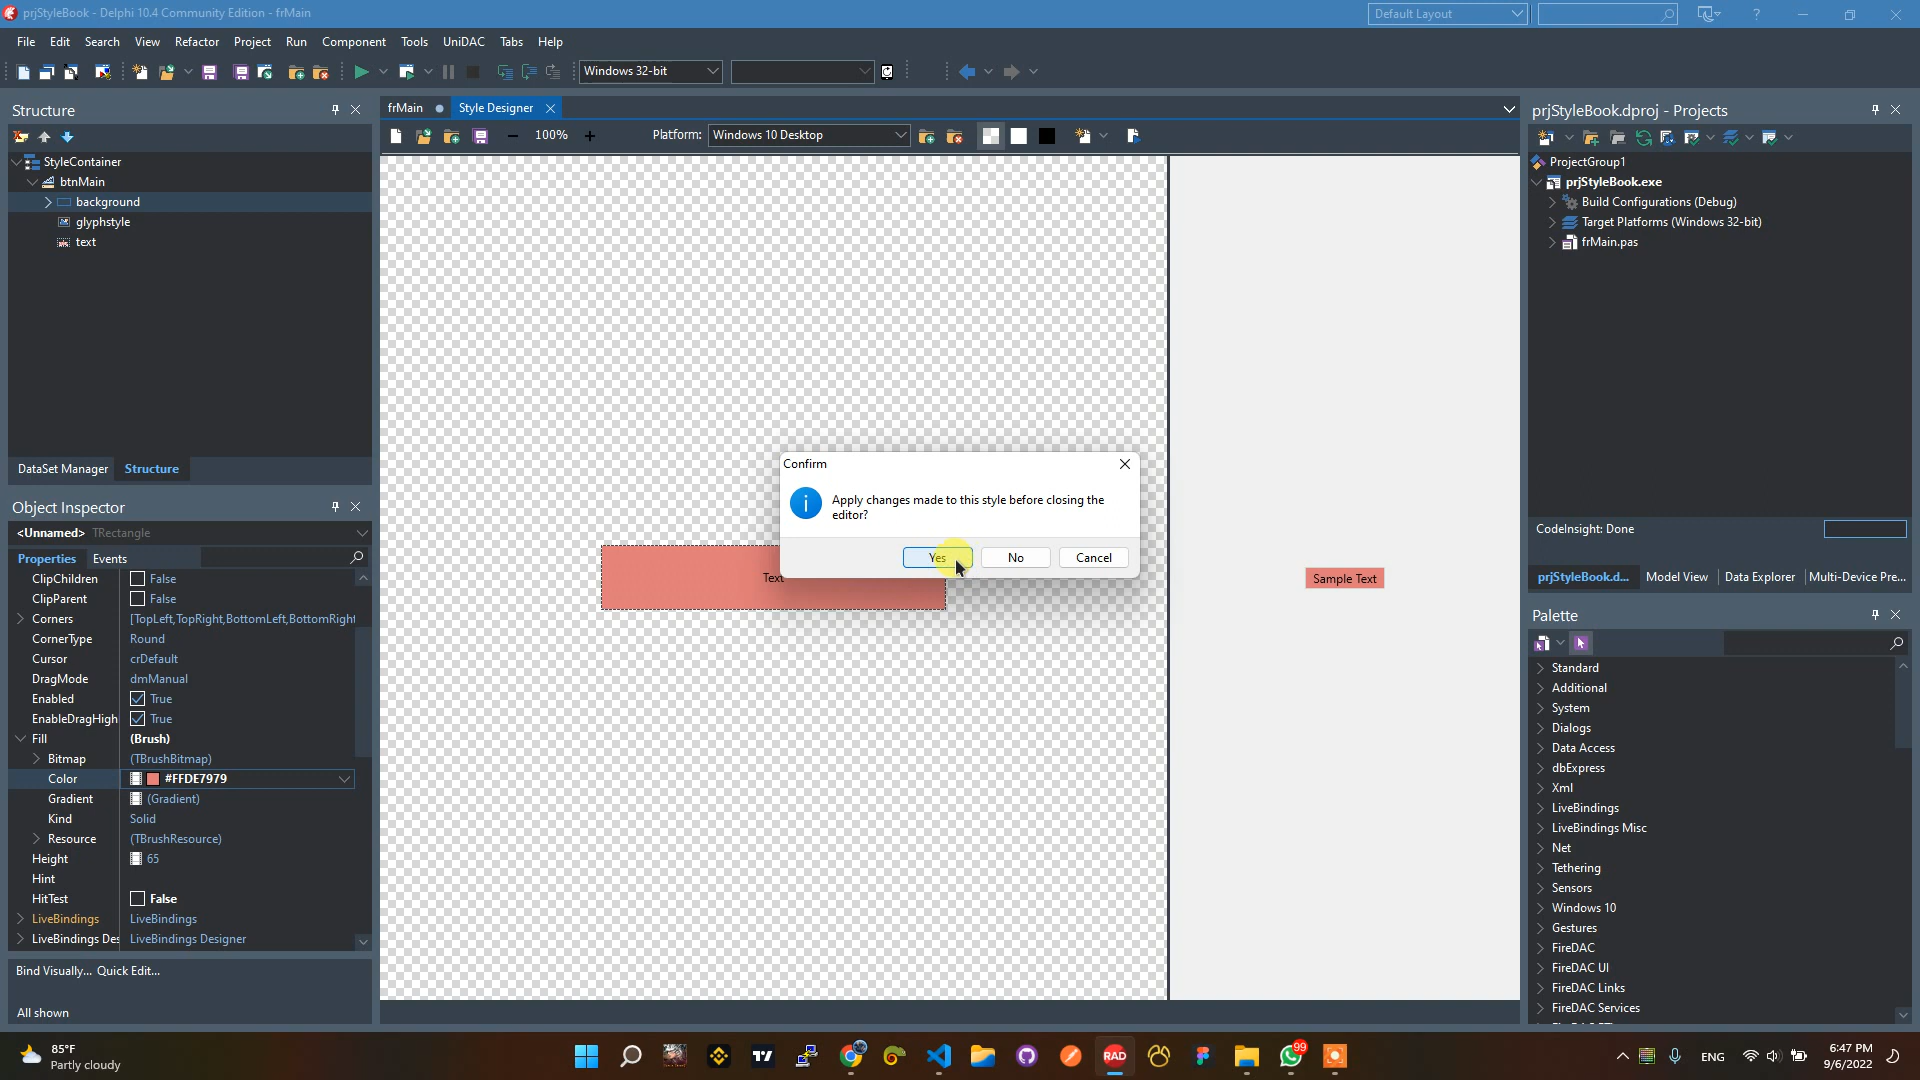 prjStyleBook - Delphi 10.4 Community Edition - frMain
Default Layout
File Edit Search View Refactor Project Run Component Tools UniDAC Tabs Help
Windows 32-bit
Structure
StyleContainer
btnMain
background
glyphstyle
text
DataSet Manager Structure
Object Inspector
<Unnamed> TRectangle
Properties Events
ClipChildren False
ClipParent False
Corners [TopLeft,TopRight,BottomLeft,BottomRight
CornerType Round
Cursor crDefault
DragMode dmManual
Enabled True
EnableDragHigh True
Fill (Brush)
Bitmap (TBrushBitmap)
Color #FFDE7979
Gradient (Gradient)
Kind Solid
Resource (TBrushResource)
Height 65
Hint
HitTest False
LiveBindings LiveBindings
LiveBindings Des LiveBindings Designer
Bind Visually... Quick Edit...
All shown
frMain Style Designer
100% Platform: Windows 10 Desktop
Text
Confirm
Apply changes made to this style before closing the
editor?
Yes No Cancel
Sample Text
prjStyleBook.dproj - Projects
ProjectGroup1
prjStyleBook.exe
Build Configurations (Debug)
Target Platforms (Windows 32-bit)
frMain.pas
CodeInsight: Done
prjStyleBook.d... Model View Data Explorer Multi-Device Pre...
Palette
Standard
Additional
System
Dialogs
Data Access
dbExpress
Xml
LiveBindings
LiveBindings Misc
Net
Tethering
Sensors
Windows 10
Gestures
FireDAC
FireDAC UI
FireDAC Links
FireDAC Services
85°F
Partly cloudy
RAD
99
ENG
6:47 PM
9/6/2022